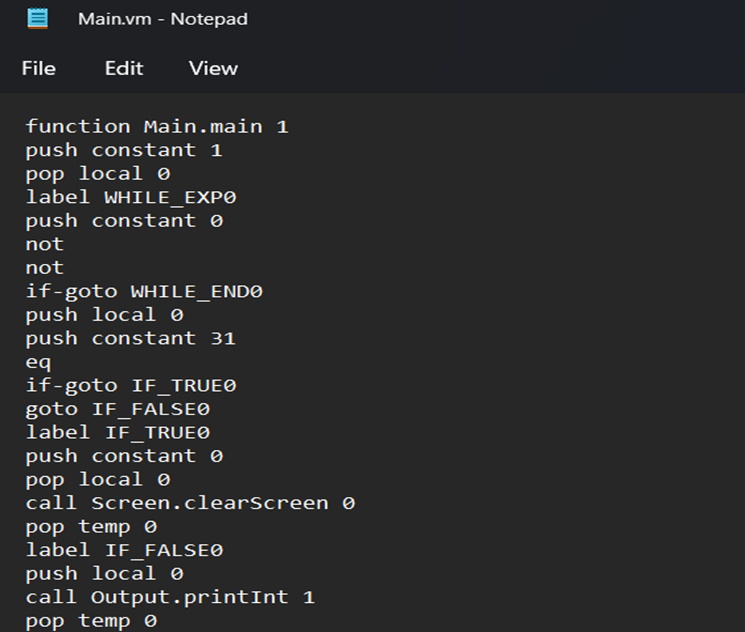 Main.vm - Notepad
File Edit View
function Main.main 1
push constant 1
pop local 0
label WHILE_EXP0
push constant 0
not
not
if-goto WHILE_END0
push local 0
push constant 31
eq
if-goto IF_TRUE0
goto IF_FALSE0
label IF_TRUE0
push constant 0
pop local 0
call Screen.clearScreen 0
pop temp 0
label IF_FALSE0
push local 0
call Output.printInt 1
pop temp 0